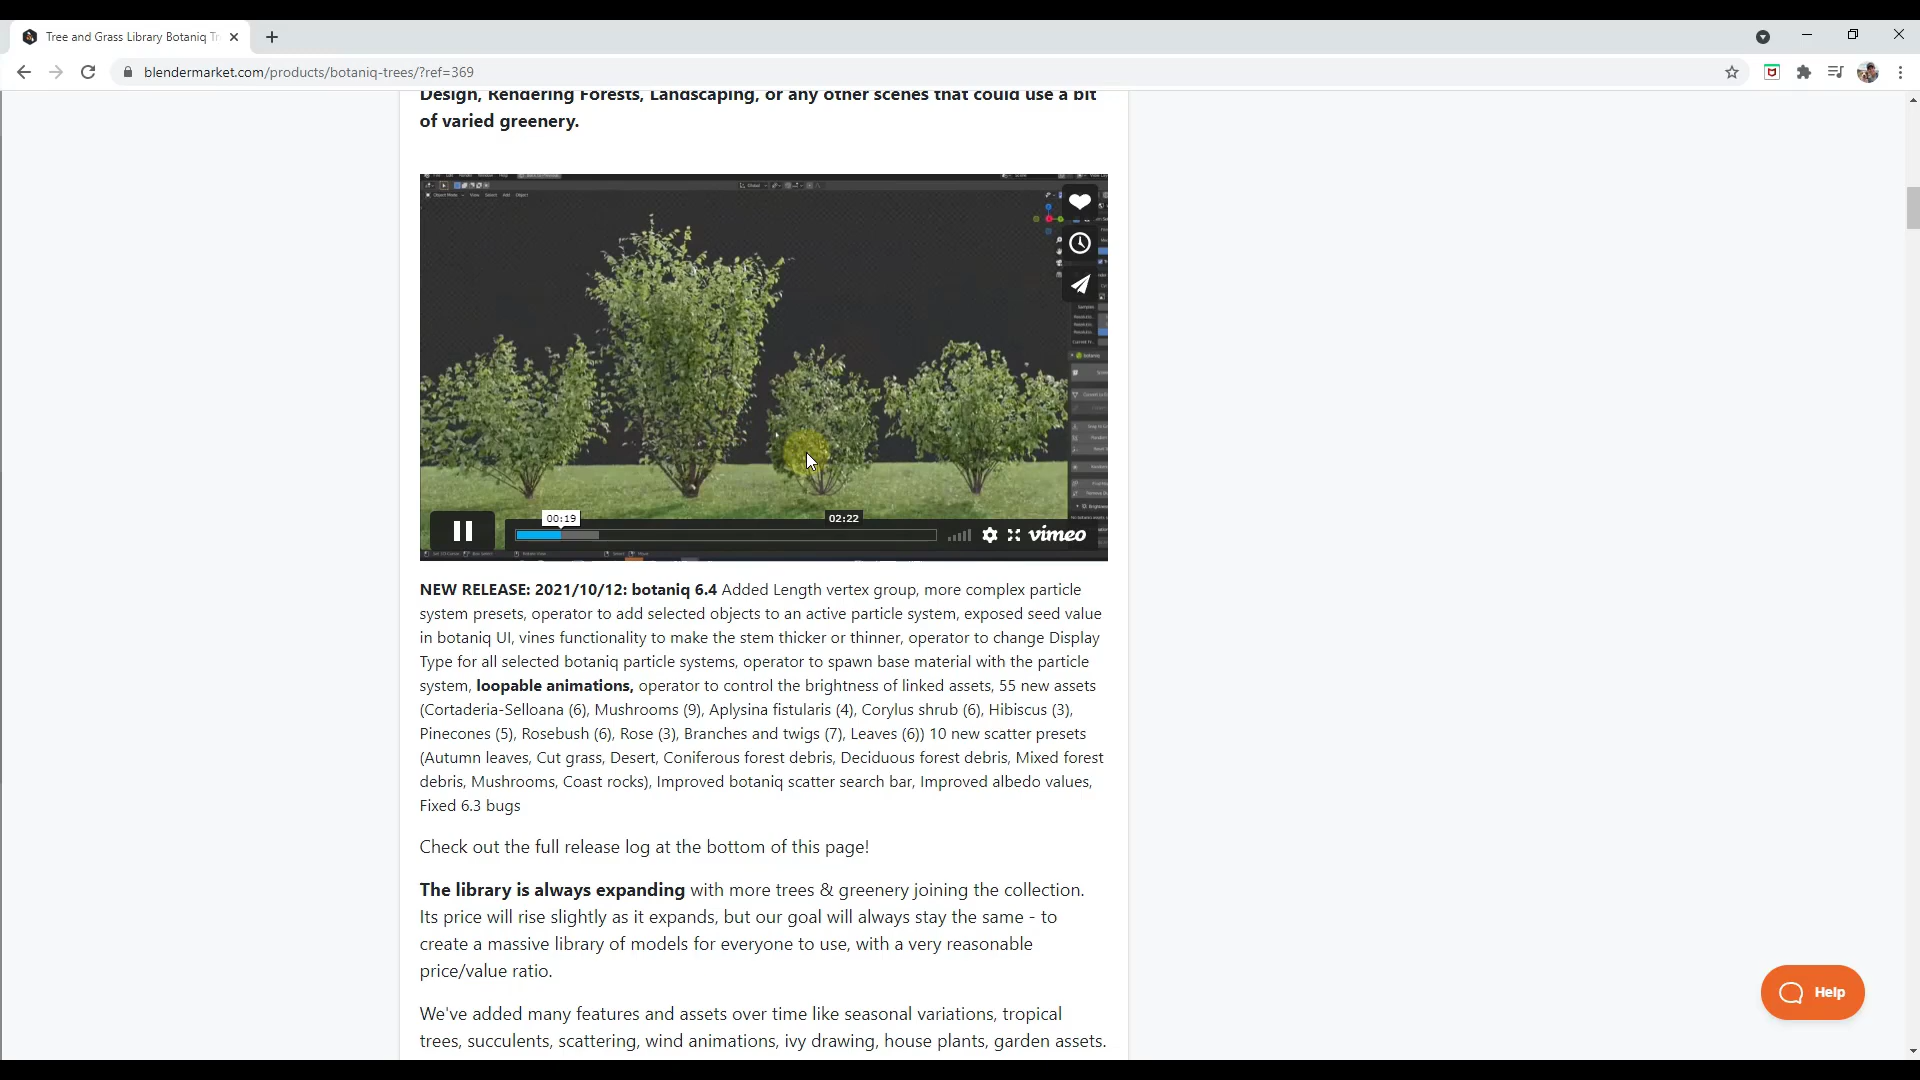 Tree and Grass Library Botaniq Tr
blendermarket.com/products/botaniq-trees/?ref=369
Design, Rendering Forests, Landscaping, or any other scenes that could use a bit
of varied greenery.
00:19
02:22
vimeo
NEW RELEASE: 2021/10/12: botaniq 6.4 Added Length vertex group, more complex particle
system presets, operator to add selected objects to an active particle system, exposed seed value
in botaniq UI, vines functionality to make the stem thicker or thinner, operator to change Display
Type for all selected botaniq particle systems, operator to spawn base material with the particle
system, loopable animations, operator to control the brightness of linked assets, 55 new assets
(Cortaderia-Selloana (6), Mushrooms (9), Aplysina fistularis (4), Corylus shrub (6), Hibiscus (3),
Pinecones (5), Rosebush (6), Rose (3), Branches and twigs (7), Leaves (6)) 10 new scatter presets
(Autumn leaves, Cut grass, Desert, Coniferous forest debris, Deciduous forest debris, Mixed forest
debris, Mushrooms, Coast rocks), Improved botaniq scatter search bar, Improved albedo values,
Fixed 6.3 bugs
Check out the full release log at the bottom of this page!
The library is always expanding with more trees & greenery joining the collection.
Its price will rise slightly as it expands, but our goal will always stay the same - to
create a massive library of models for everyone to use, with a very reasonable
price/value ratio.
We've added many features and assets over time like seasonal variations, tropical
trees, succulents, scattering, wind animations, ivy drawing, house plants, garden assets.
Help